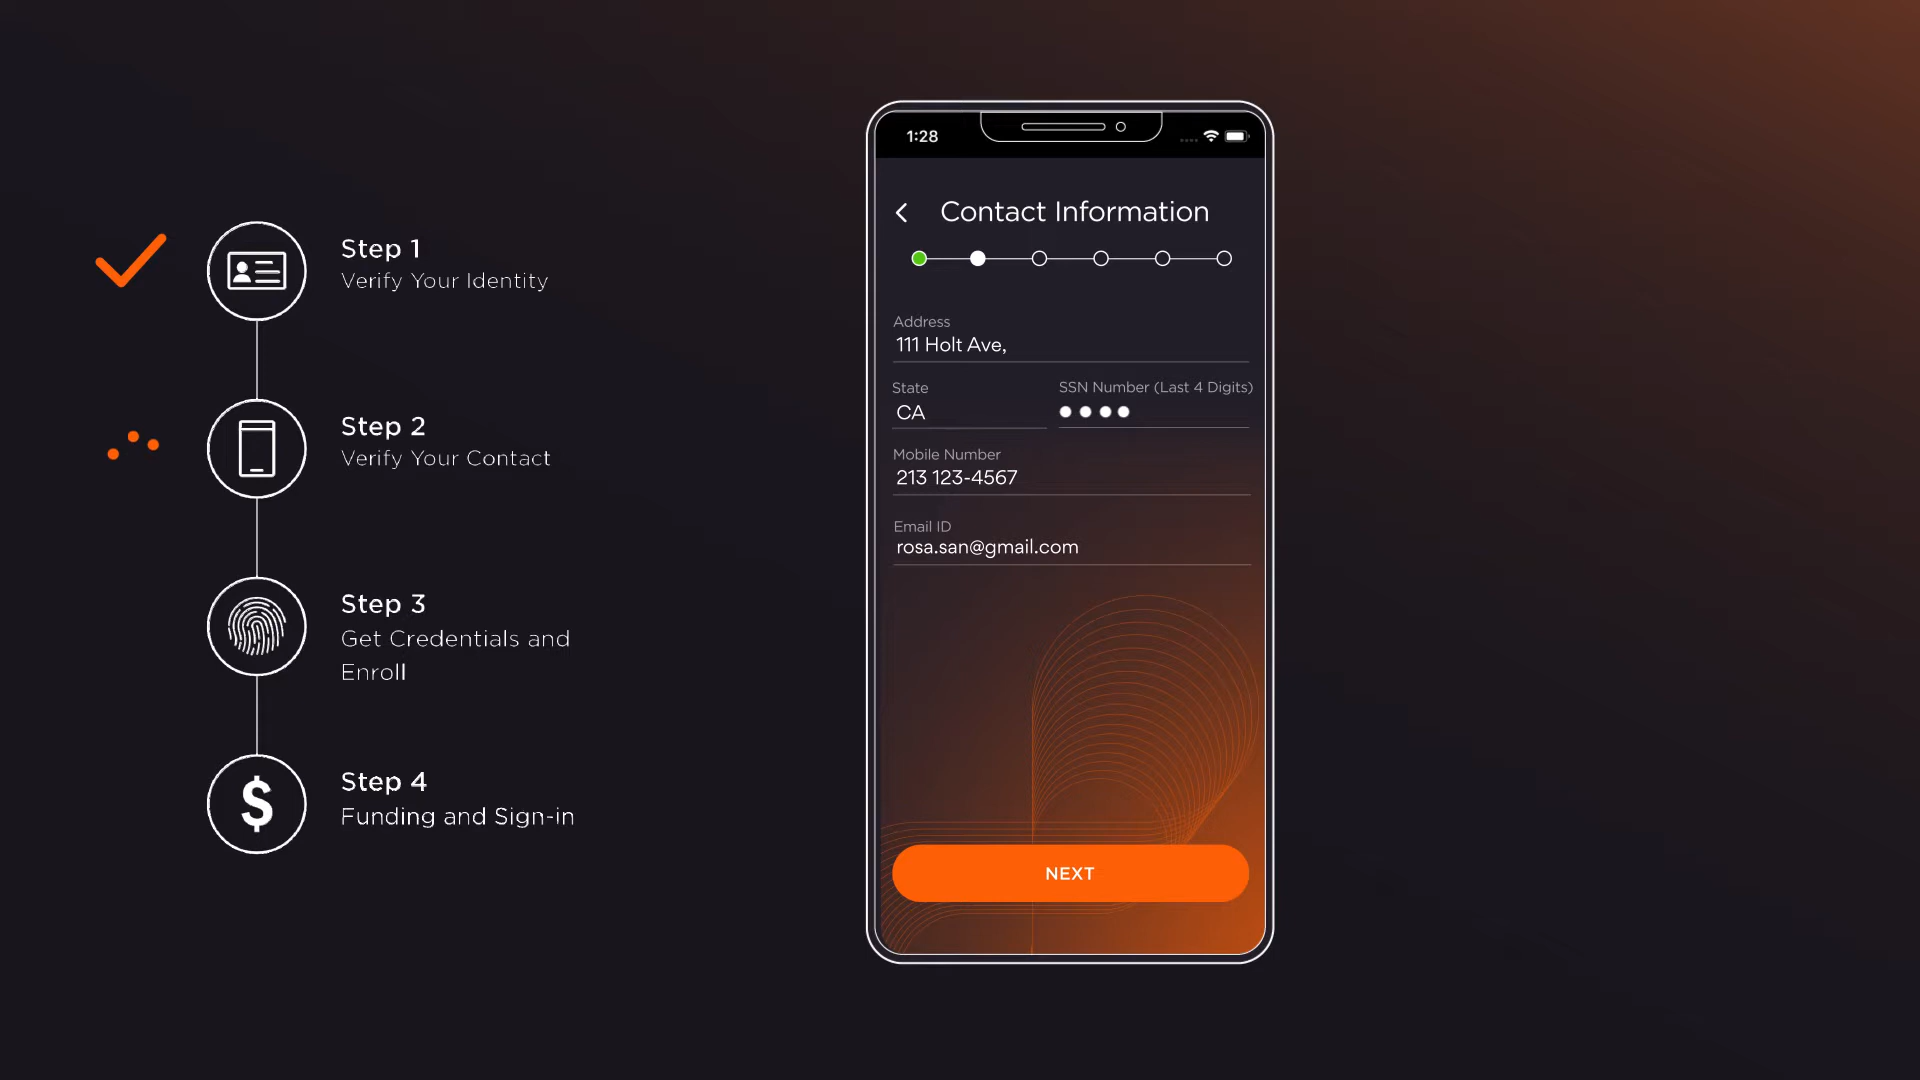 Step 1
Verify Your Identity
Step 2
Verify Your Contact
Step 3
Get Credentials and
Enroll
Step 4
Funding and Sign-in
1:28
Contact Information
Address
111 Holt Ave,
State
SSN Number (Last 4 Digits)
CA
Mobile Number
213 123-4567
Email ID
rosa.san@gmail.com
NEXT